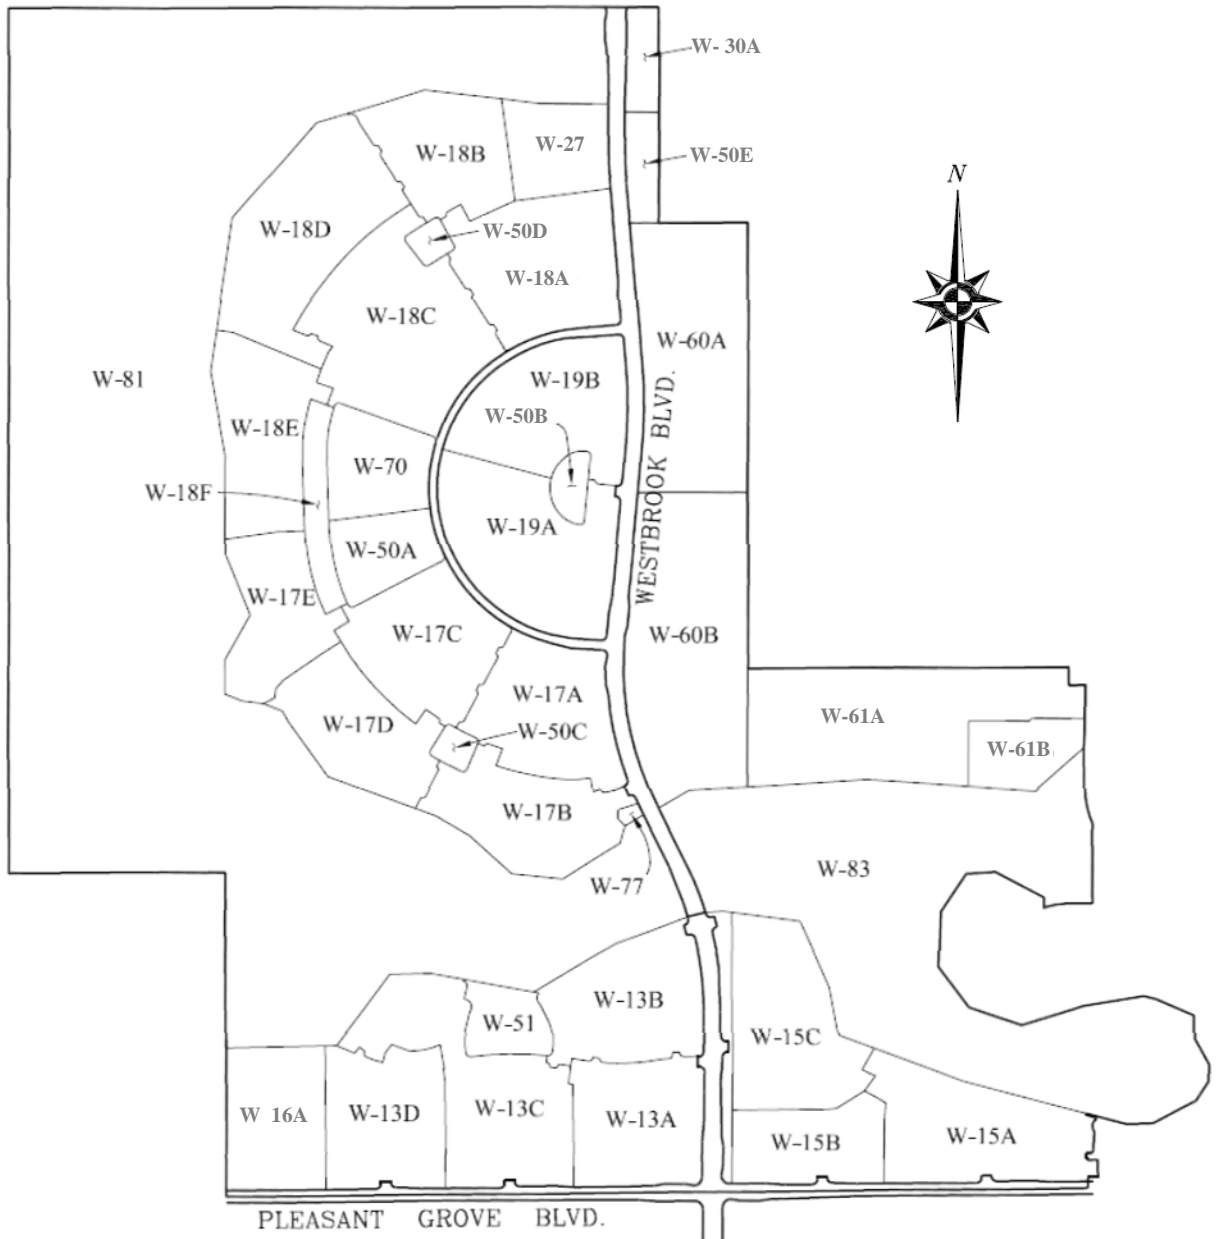 W- 30A
W-18B
W-27
W-50E
N
W-18D
W-50D
W-18A
W-18C
W-60A
W-81
W-19B
W-50B
W-18E
W-70
W-18F
W-19A
WESTBROOK BLVD.
W-50A
W-17E
W-17C
W-60B
W-17A
W-61A
W-17D
W-50C
W-61B
W-17B
W-83
W-77
W-13B
W-51
W-15C
W 16A
W-13D
W-13C
W-13A
W-15B
W-15A
PLEASANT GROVE BLVD.